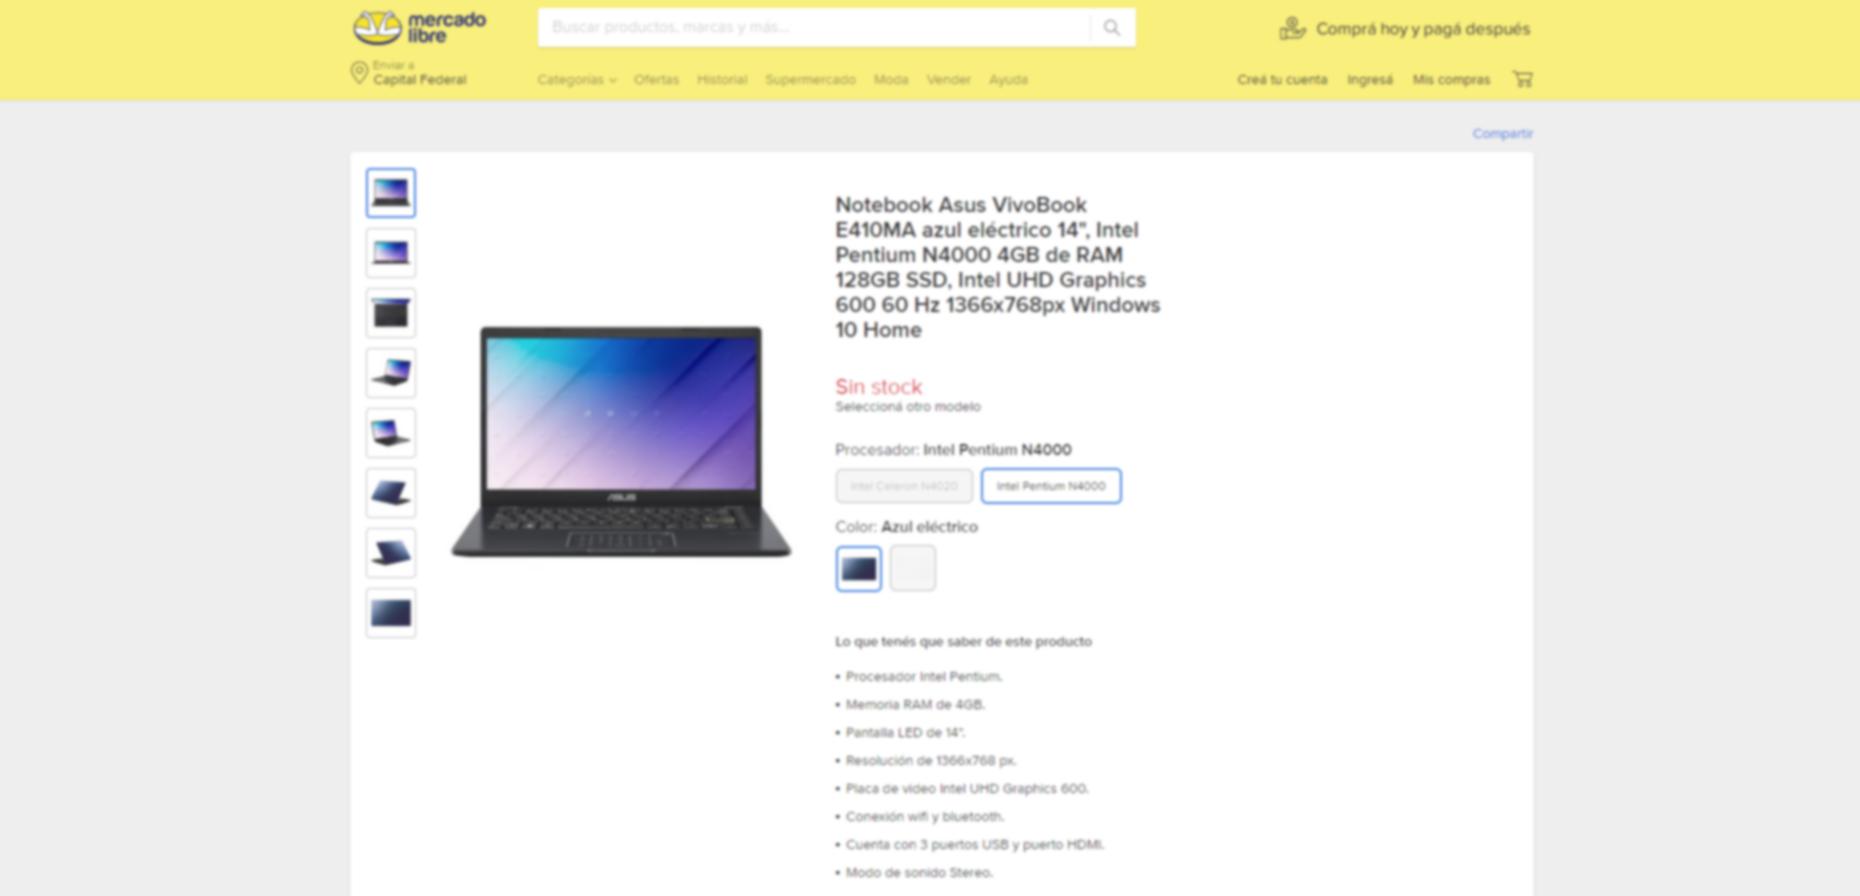 mercado
libre
Buscar productos, marcas y más...
Comprá hoy y pagá después
Enviar a
Capital Federal
Categorías Ofertas Historial Supermercado Moda Vender Ayuda
Creá tu cuenta Ingresá Mis compras
Compartir
Notebook Asus VivoBook
E410MA azul eléctrico 14", Intel
Pentium N4000 4GB de RAM
128GB SSD, Intel UHD Graphics
600 60 Hz 1366x768px Windows
10 Home
Sin stock
Seleccioná otro modelo
Procesador: Intel Pentium N4000
Intel Celeron N4020 Intel Pentium N4000
Color: Azul eléctrico
ASUS
Lo que tenés que saber de este producto
• Procesador Intel Pentium.
• Memoria RAM de 4GB.
• Pantalla LED de 14".
• Resolución de 1366x768 px.
• Placa de video Intel UHD Graphics 600.
• Conexión wifi y bluetooth.
• Cuenta con 3 puertos USB y puerto HDMI.
• Modo de sonido Stereo.